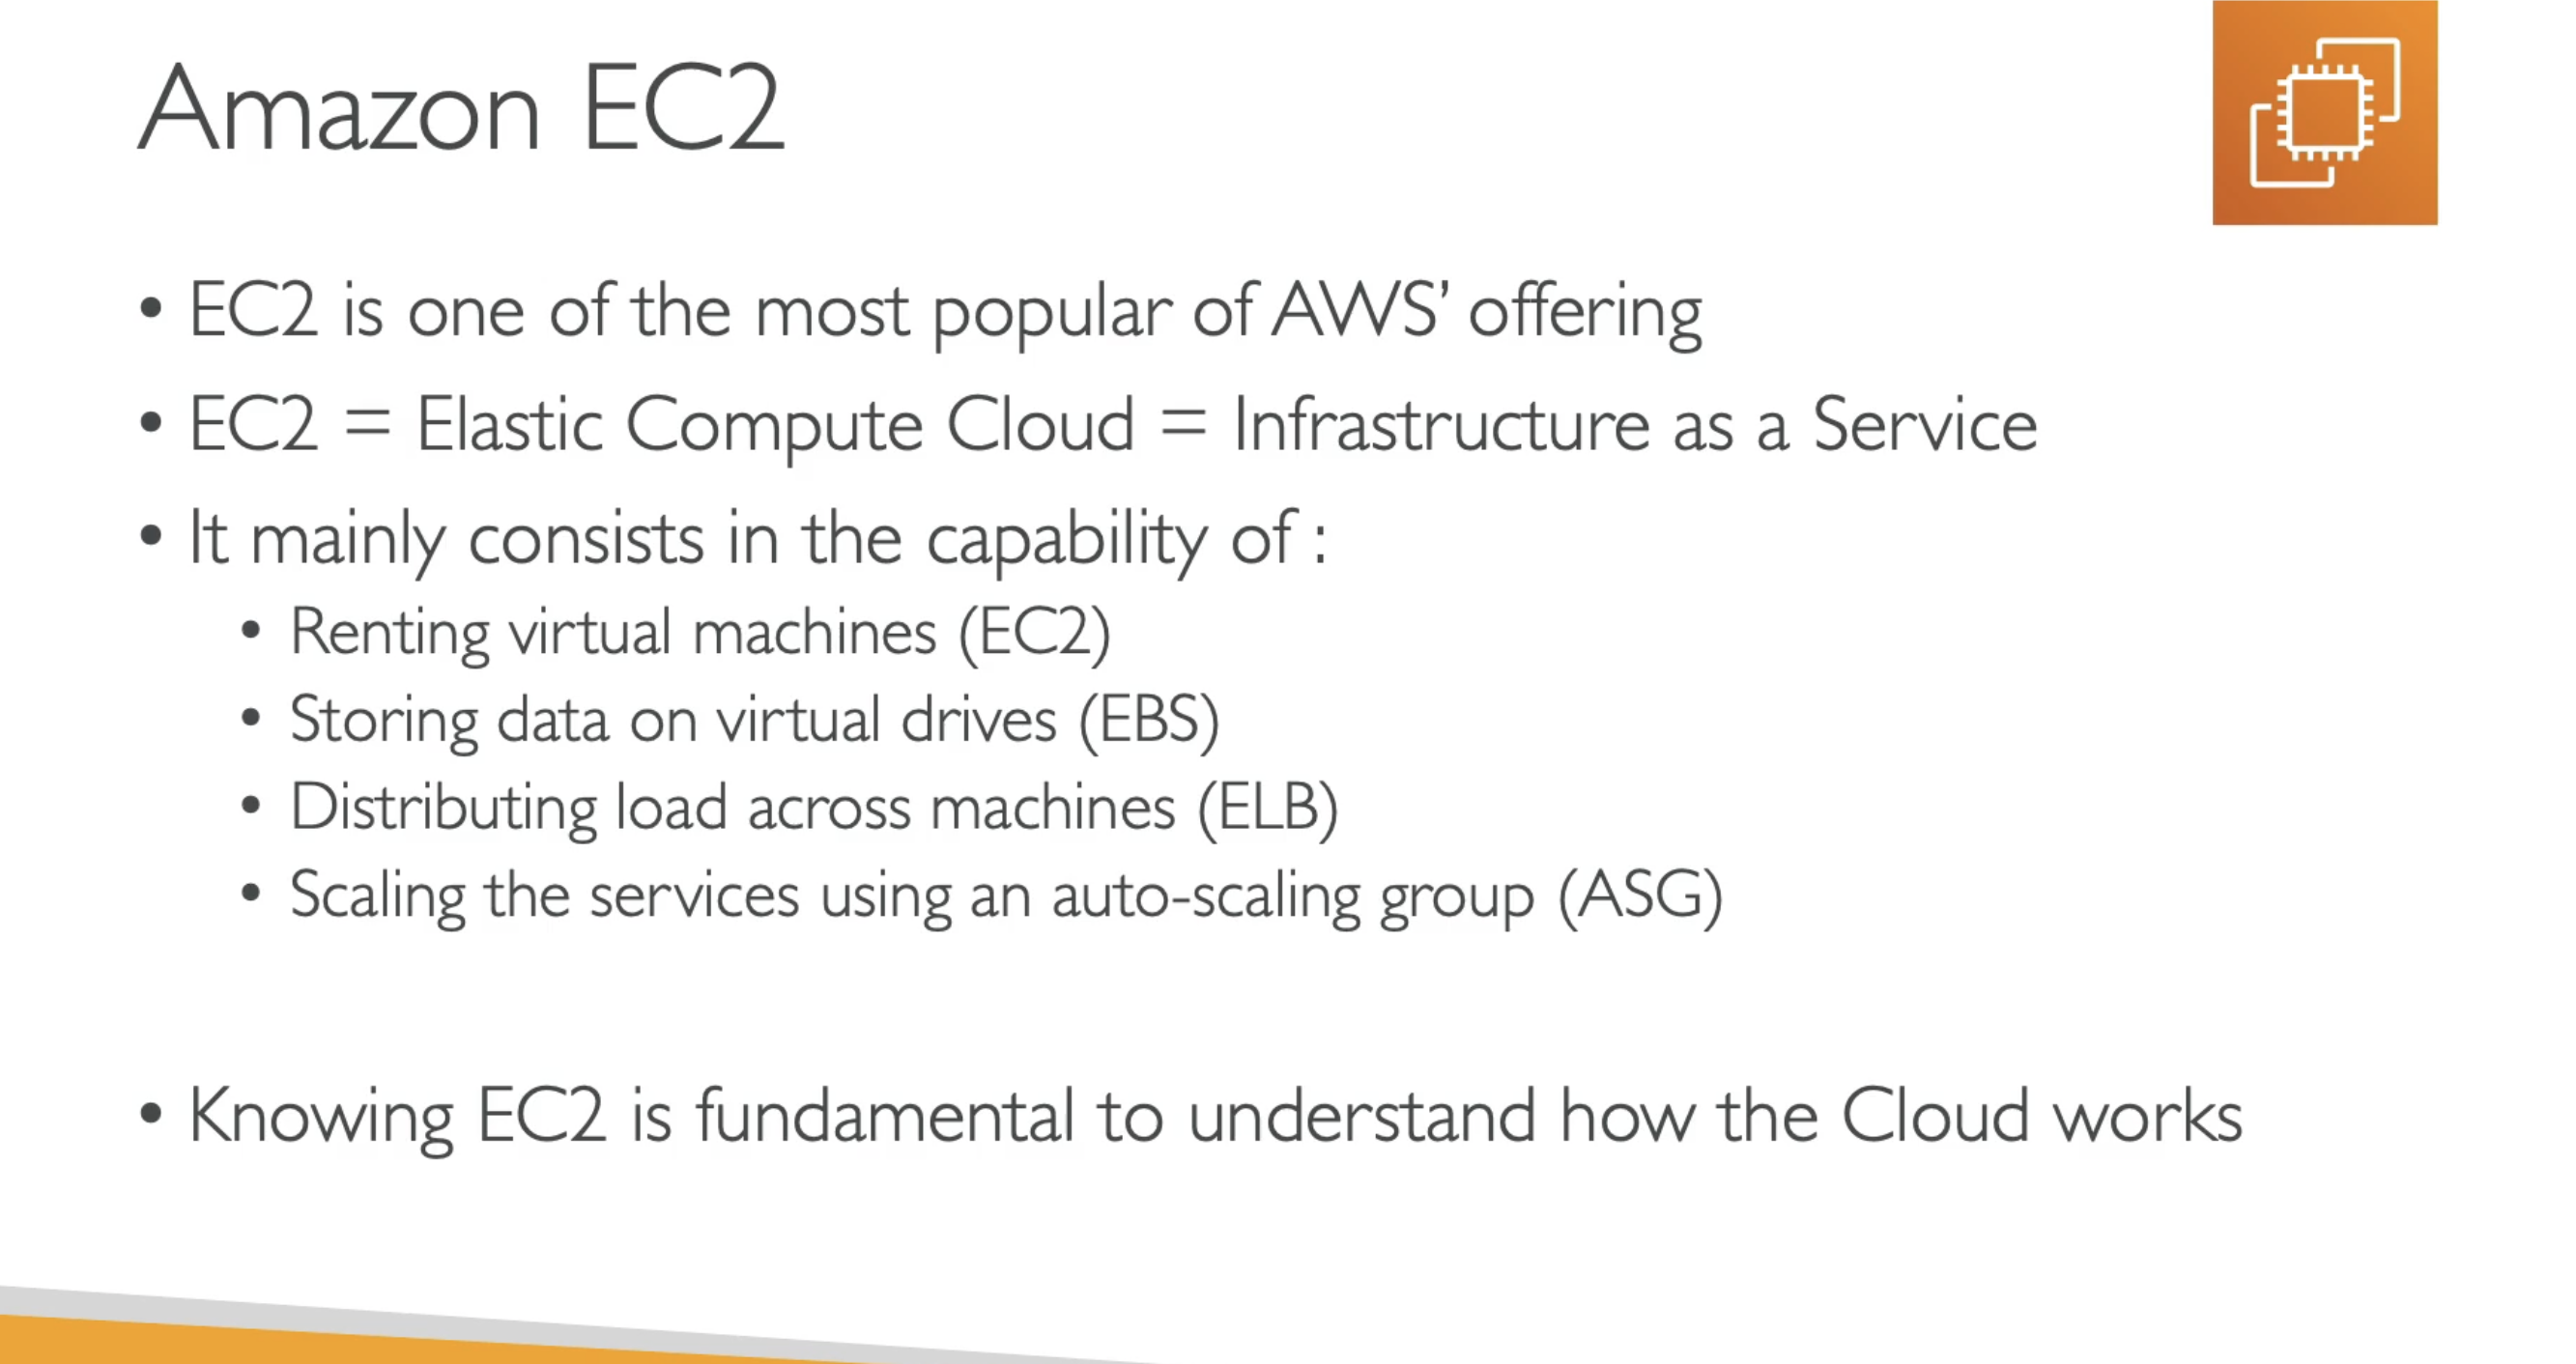 Amazon EC2
• EC2 is one of the most popular of AWS’ offering
• EC2 = Elastic Compute Cloud = Infrastructure as a Service
• It mainly consists in the capability of :
• Renting virtual machines (EC2)
• Storing data on virtual drives (EBS)
• Distributing load across machines (ELB)
• Scaling the services using an auto-scaling group (ASG)
• Knowing EC2 is fundamental to understand how the Cloud works